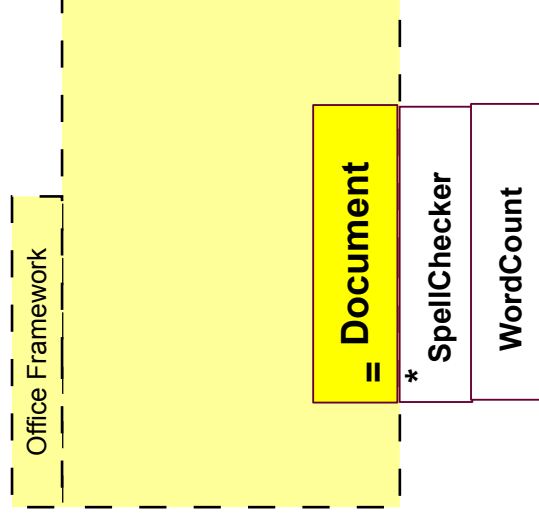 Office Framework
= Document
* SpellChecker
WordCount